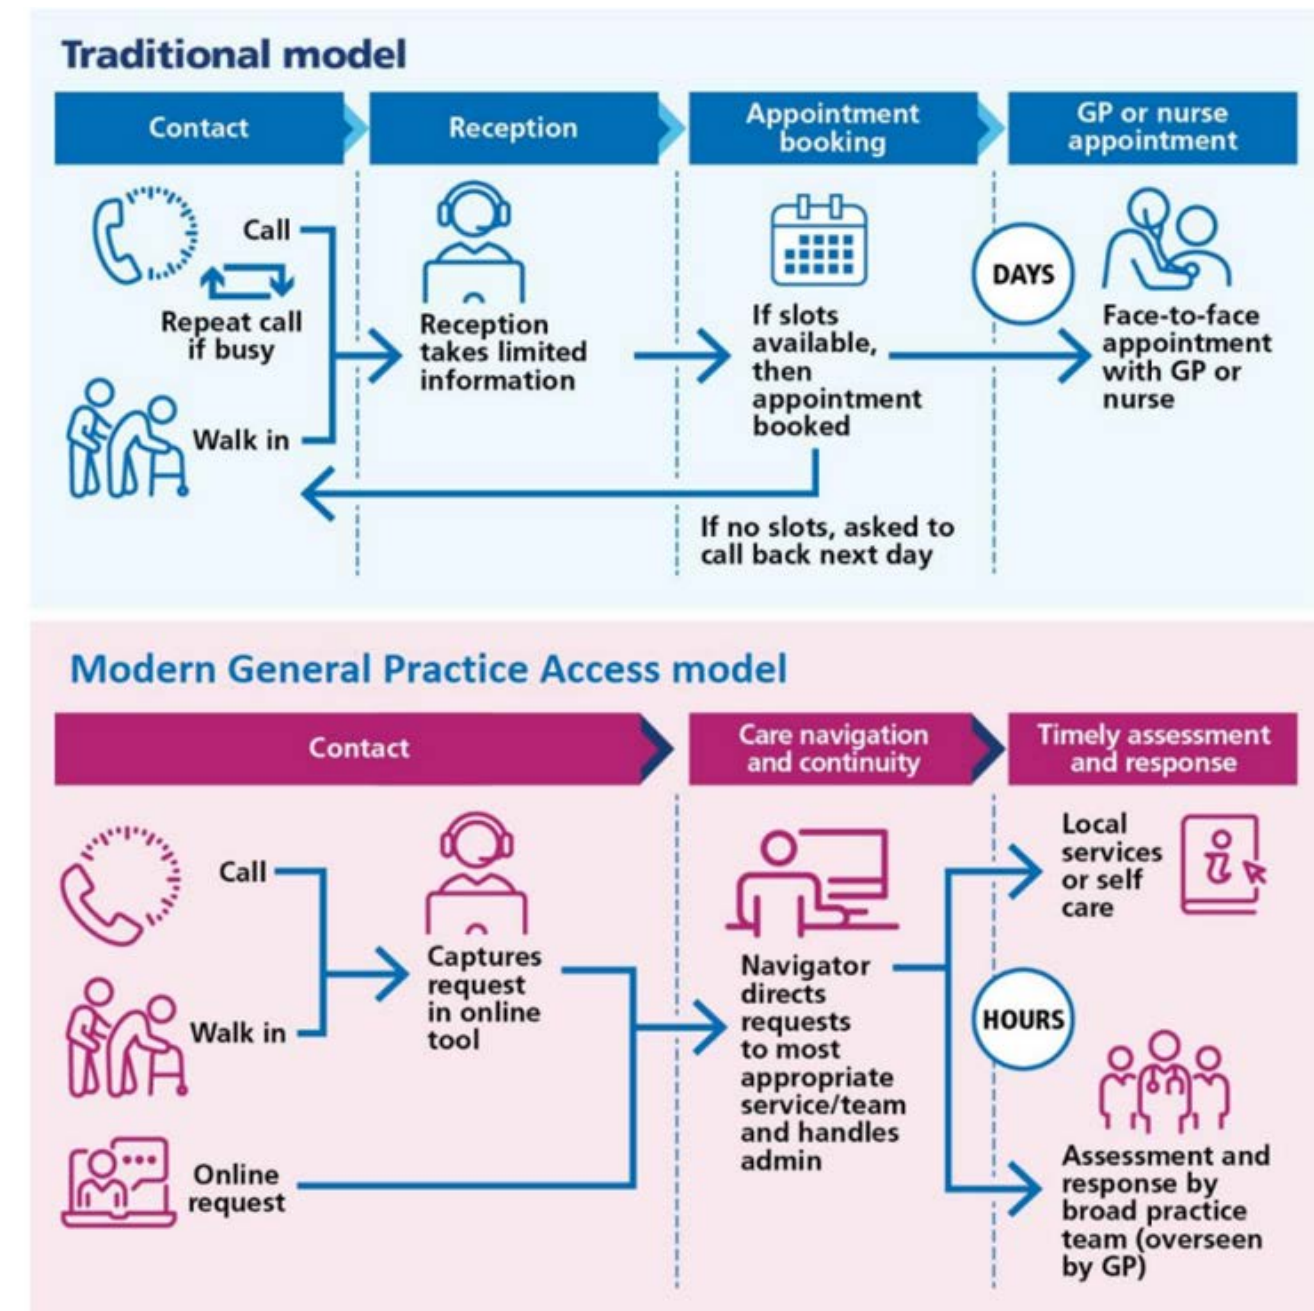 Traditional model
Contact
Reception
Appointment
booking
GP or nurse
appointment
Call
Repeat call
if busy
Walk in
Reception
takes limited
information
If slots
available,
then
appointment
booked
If no slots, asked to
call back next day
DAYS
Face-to-face
appointment
with GP or
nurse
Modern General Practice Access model
Contact
Care navigation
and continuity
Timely assessment
and response
Call
Walk in
Online
request
Captures
request
in online
tool
Navigator
directs
requests
to most
appropriate
service/team
and handles
admin
Local
services
or self
care
HOURS
Assessment and
response by
broad practice
team (overseen
by GP)